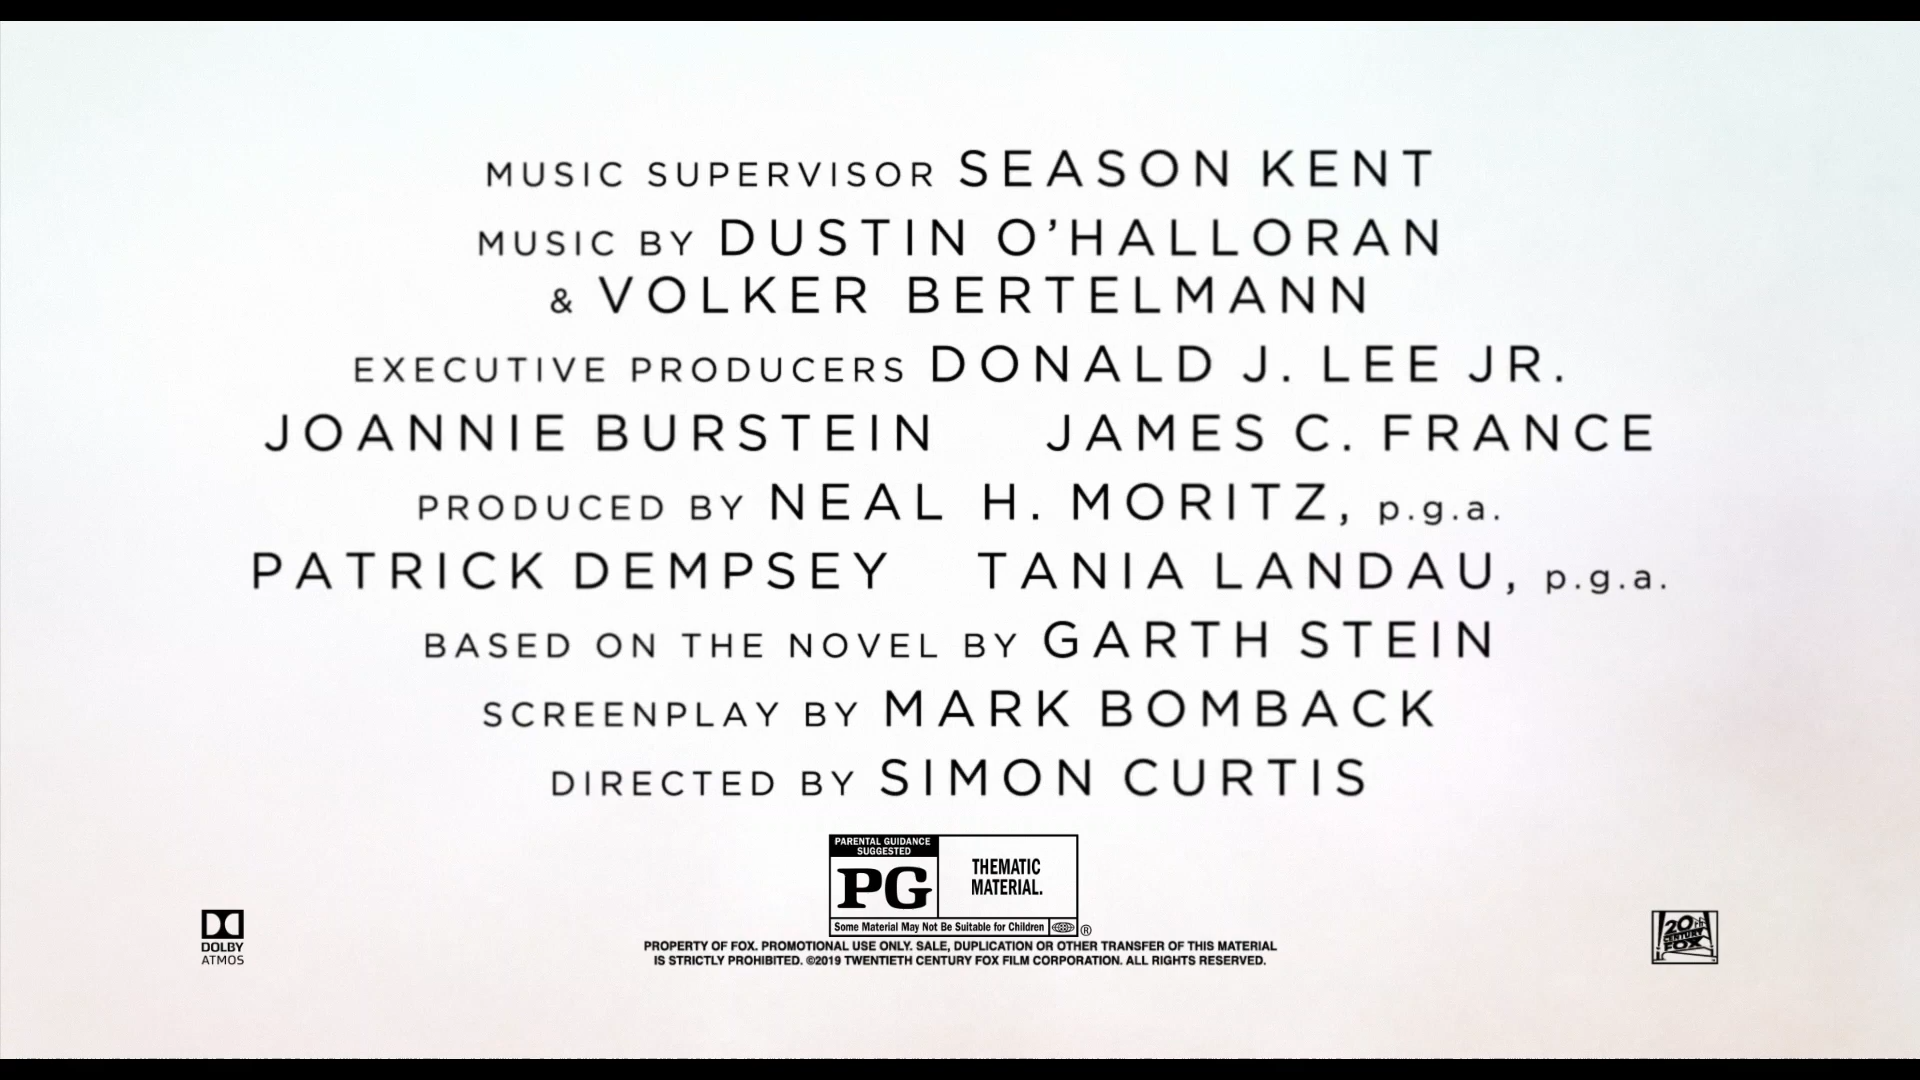 MUSIC SUPERVISOR SEASON KENT
MUSIC BY DUSTIN O'HALLORAN
& VOLKER BERTELMANN
EXECUTIVE PRODUCERS DONALD J. LEE JR.
JOANNIE BURSTEIN JAMES C. FRANCE
PRODUCED BY NEAL H. MORITZ, p.g.a.
PATRICK DEMPSEY TANIA LANDAU, p.g.a.
BASED ON THE NOVEL BY GARTH STEIN
SCREENPLAY BY MARK BOMBACK
DIRECTED BY SIMON CURTIS
PARENTAL GUIDANCE
SUGGESTED
PG
THEMATIC
MATERIAL.
Some Material May Not Be Suitable for Children ®
DOLBY
ATMOS
PROPERTY OF FOX. PROMOTIONAL USE ONLY. SALE, DUPLICATION OR OTHER TRANSFER OF THIS MATERIAL
IS STRICTLY PROHIBITED. ©2019 TWENTIETH CENTURY FOX FILM CORPORATION. ALL RIGHTS RESERVED.
20th
CENTURY
FOX